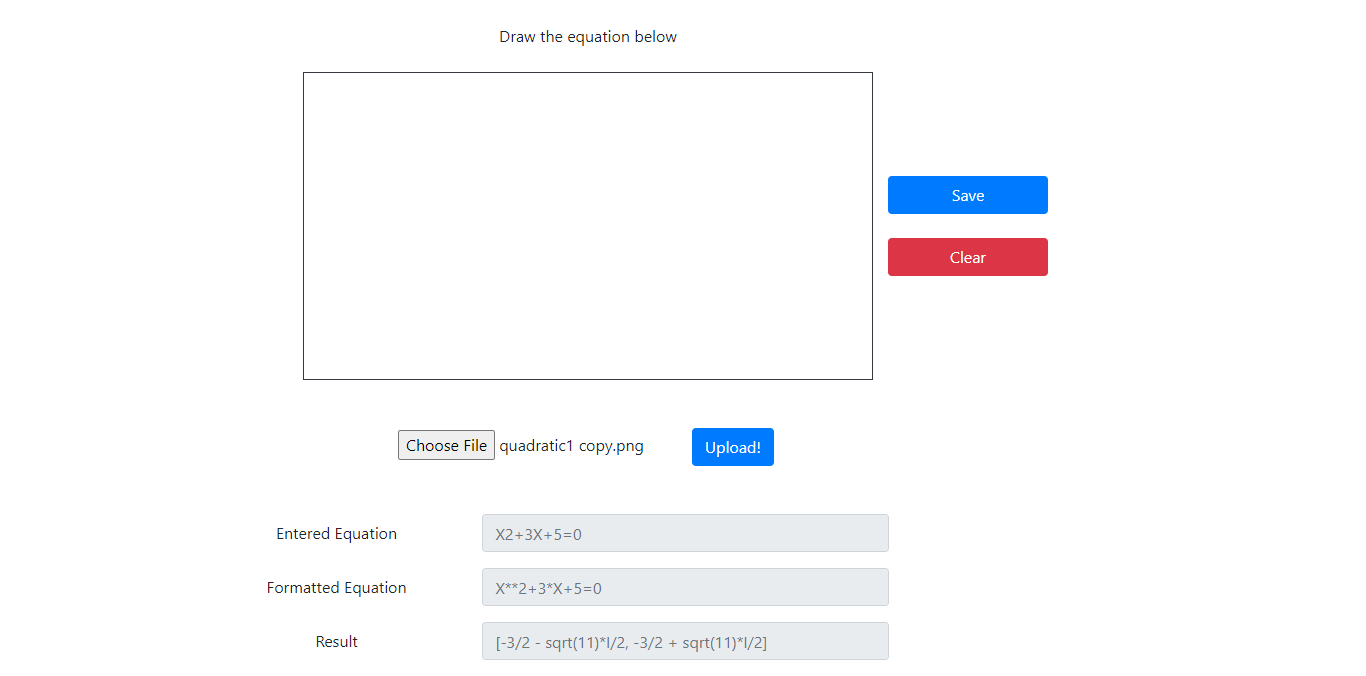 Draw the equation below
Save
Clear
Choose File quadratic1 copy.png Upload!
Entered Equation X2+3X+5=0
Formatted Equation X**2+3*X+5=0
Result [-3/2 - sqrt(11)*I/2, -3/2 + sqrt(11)*I/2]